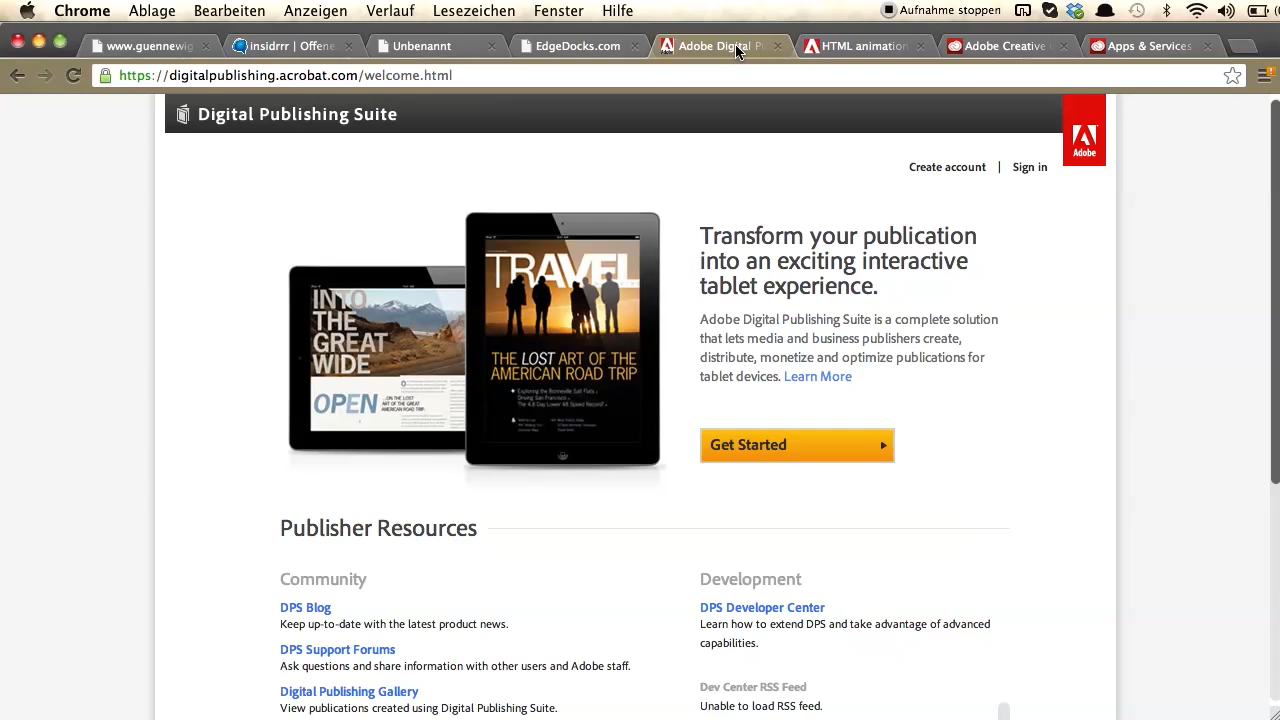 Chrome Ablage Bearbeiten Anzeigen Verlauf Lesezeichen Fenster Hilfe Aufnahme stoppen
www.guennewig insidrrr | Offene Unbenannt EdgeDocks.com Adobe Digital Pu HTML animation Adobe Creative Apps & Services
https://digitalpublishing.acrobat.com/welcome.html
Digital Publishing Suite
Adobe
Create account | Sign in
TRAVEL
INTO
THE
GREAT
WIDE
OPEN
THE LOST ART OF THE
AMERICAN ROAD TRIP
Transform your publication
into an exciting interactive
tablet experience.
Adobe Digital Publishing Suite is a complete solution
that lets media and business publishers create,
distribute, monetize and optimize publications for
tablet devices. Learn More
Get Started
Publisher Resources
Community
DPS Blog
Keep up-to-date with the latest product news.
DPS Support Forums
Ask questions and share information with other users and Adobe staff.
Digital Publishing Gallery
View publications created using Digital Publishing Suite.
Development
DPS Developer Center
Learn how to extend DPS and take advantage of advanced
capabilities.
Dev Center RSS Feed
Unable to load RSS feed.